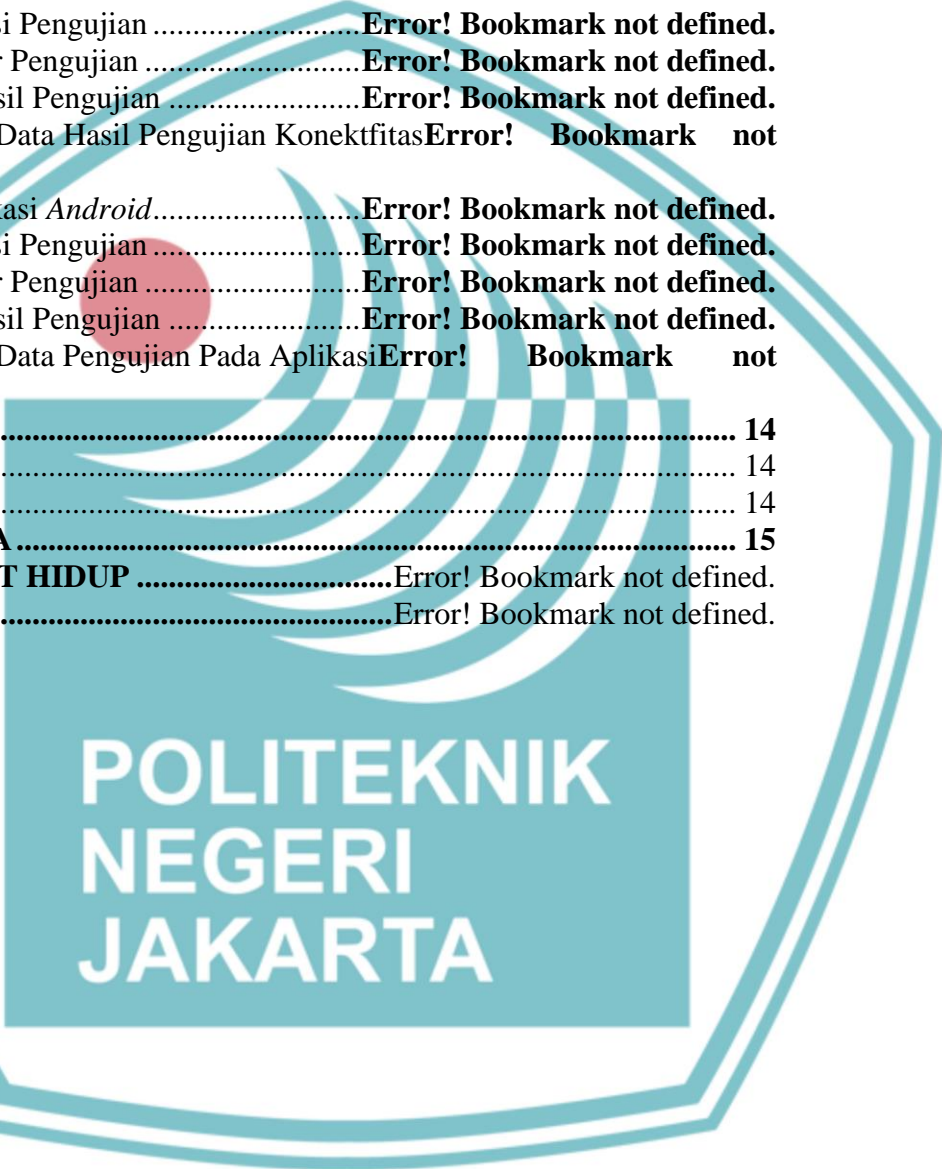 si Pengujian ..........................Error! Bookmark not defined.
r Pengujian ...........................Error! Bookmark not defined.
sil Pengujian ........................Error! Bookmark not defined.
Data Hasil Pengujian KonektfitasError! Bookmark not
kasi Android..........................Error! Bookmark not defined.
si Pengujian ..........................Error! Bookmark not defined.
r Pengujian ...........................Error! Bookmark not defined.
sil Pengujian ........................Error! Bookmark not defined.
Data Pengujian Pada AplikasiError! Bookmark not
............................................................................................ 14
............................................................................................ 14
............................................................................................ 14
A .......................................................................................... 15
T HIDUP ................................Error! Bookmark not defined.
..................................................Error! Bookmark not defined.
POLITEKNIK
NEGERI
JAKARTA